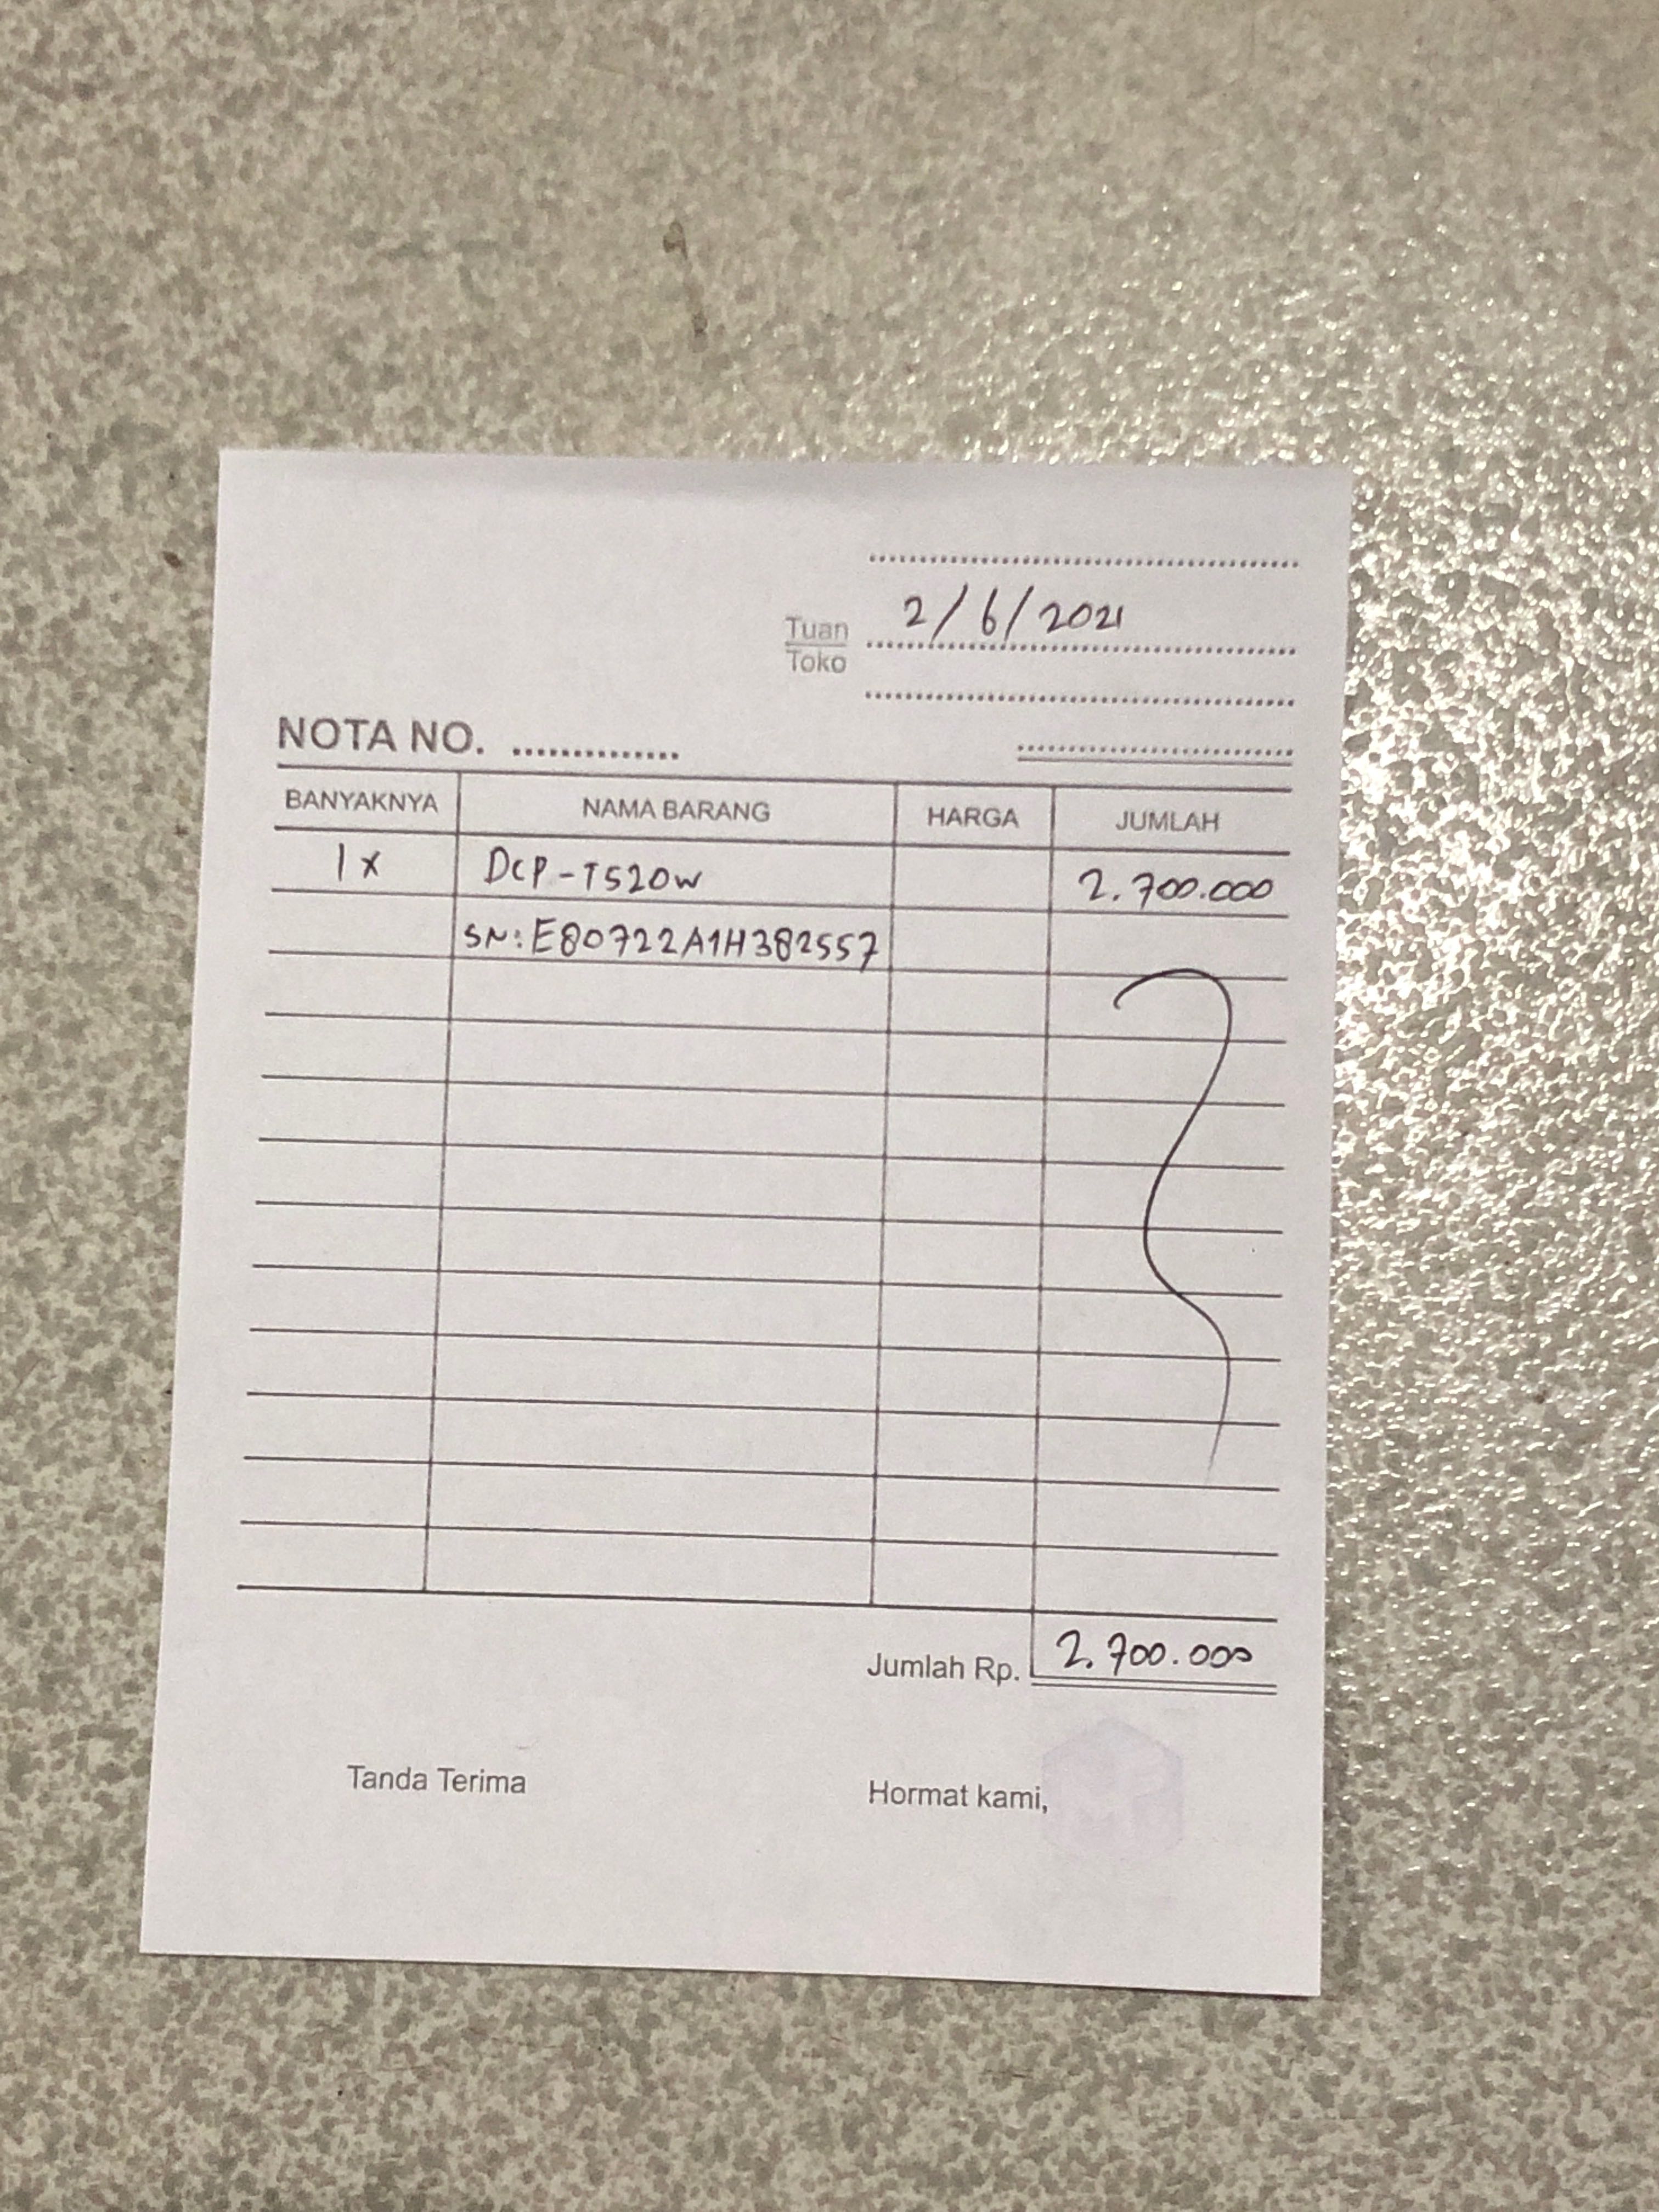 2/6/2021
Tuan
Toko
NOTA NO. ..............
BANYAKNYA NAMA BARANG HARGA JUMLAH
1x DCP-T520W 2.700.000
SN: E80722A1H382557
Jumlah Rp. 2.700.000
Tanda Terima Hormat kami,